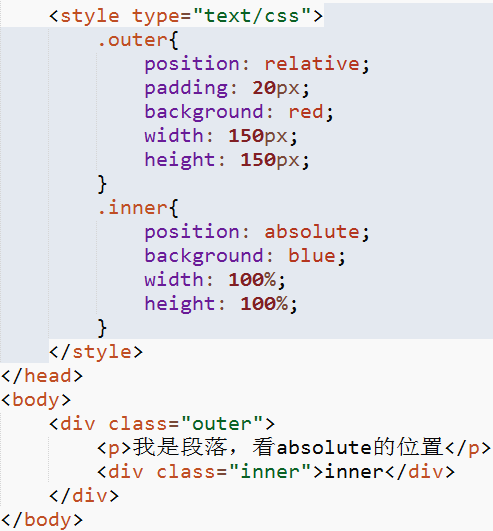 <style type="text/css">
.outer{
position: relative;
padding: 20px;
background: red;
width: 150px;
height: 150px;
}
.inner{
position: absolute;
background: blue;
width: 100%;
height: 100%;
}
</style>
</head>
<body>
<div class="outer">
<p>我是段落，看absolute的位置</p>
<div class="inner">inner</div>
</div>
</body>